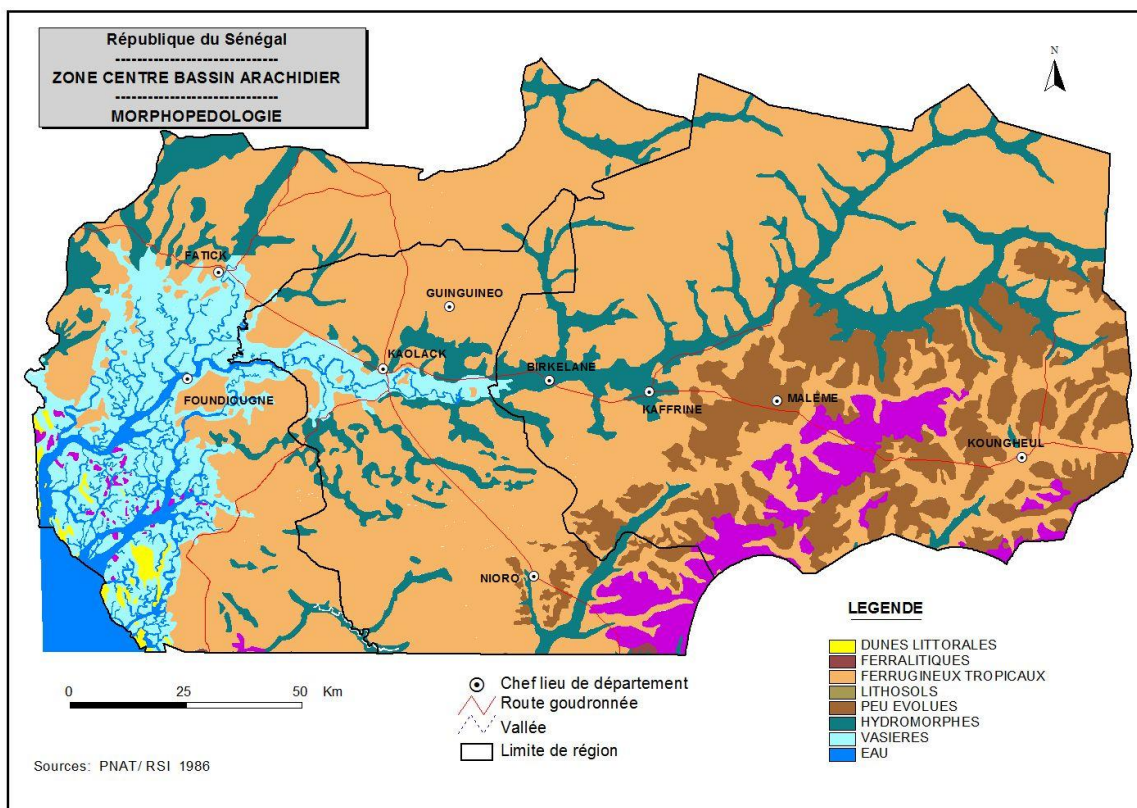 République du Sénégal
------------------------------
ZONE CENTRE BASSIN ARACHIDIER
------------------------------
MORPHOPEDOLOGIE
N
FATICK
GUINGUINEO
KAOLACK
BIRKELANE
FOUNDIOUGNE
KAFFRINE
MALEME
KOUNGHEUL
NIORO
LEGENDE
DUNES LITTORALES
FERRALITIQUES
FERRUGINEUX TROPICAUX
LITHOSOLS
PEU EVOLUES
HYDROMORPHES
VASIERES
EAU
0 25 50 Km
Chef lieu de département
Route goudronnée
Vallée
Limite de région
Sources: PNAT/ RSI 1986